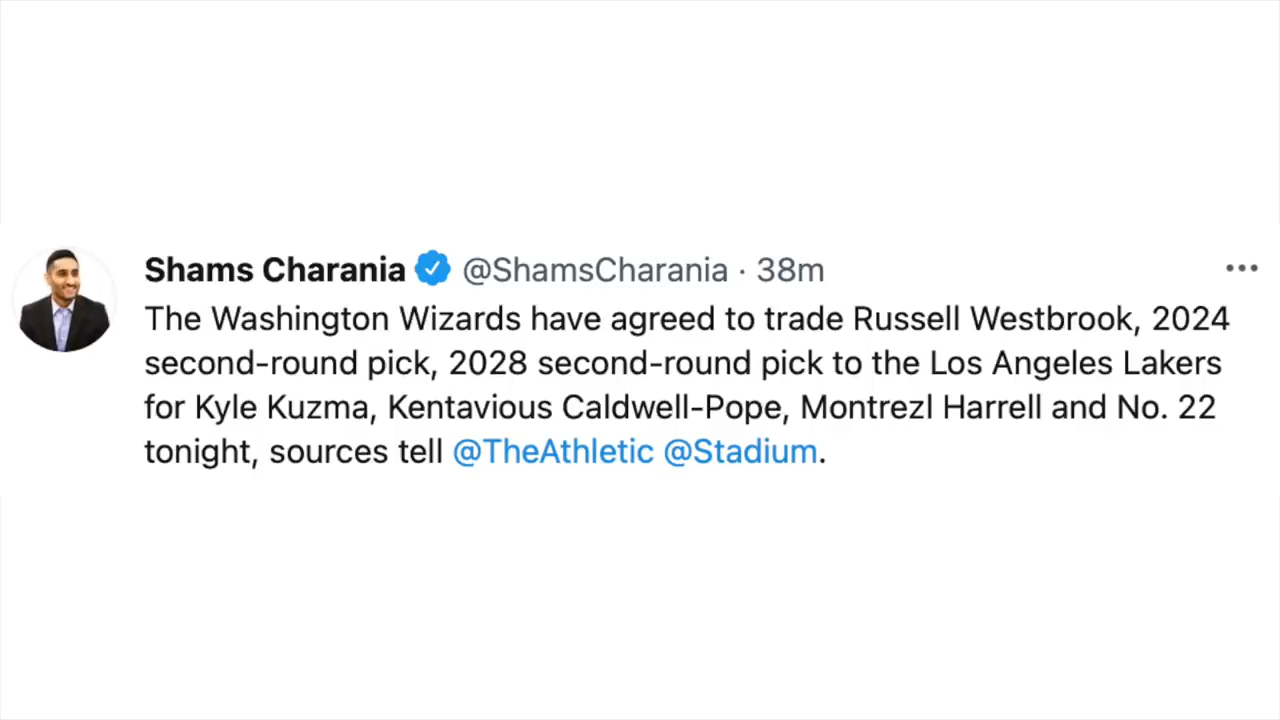 Shams Charania @ShamsCharania · 38m
The Washington Wizards have agreed to trade Russell Westbrook, 2024
second-round pick, 2028 second-round pick to the Los Angeles Lakers
for Kyle Kuzma, Kentavious Caldwell-Pope, Montrezl Harrell and No. 22
tonight, sources tell @TheAthletic @Stadium.